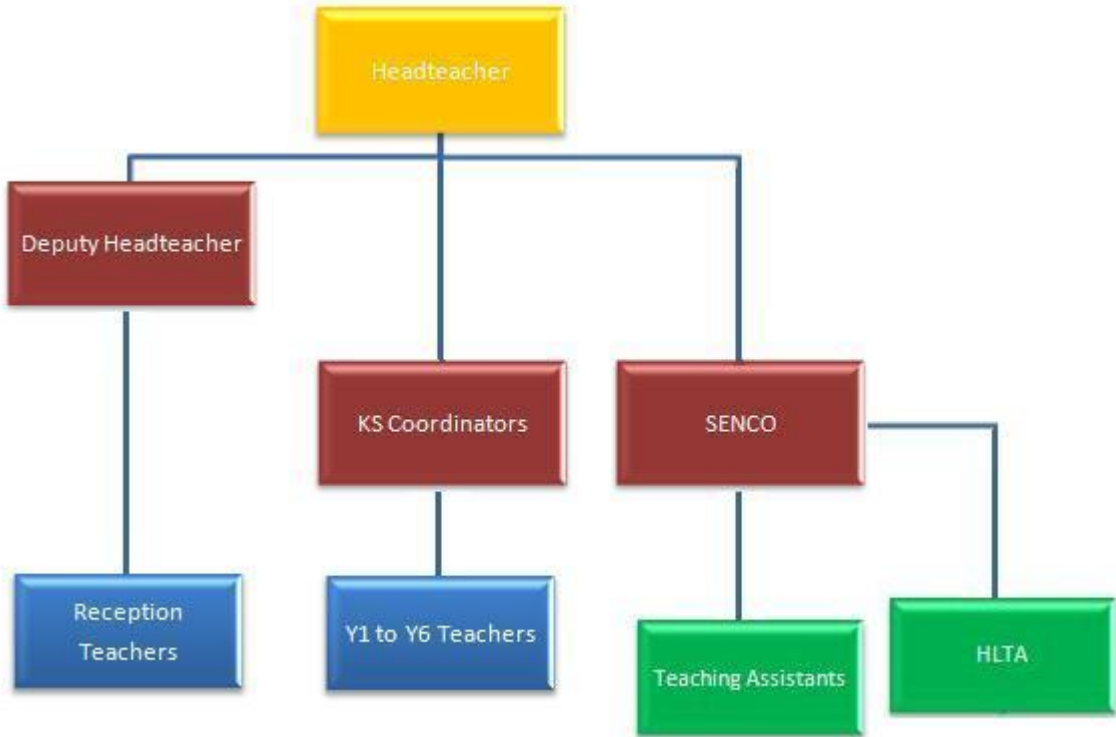 Headteacher
Deputy Headteacher
KS Coordinators
SENCO
Reception
Teachers
Y1 to Y6 Teachers
Teaching Assistants
HLTA